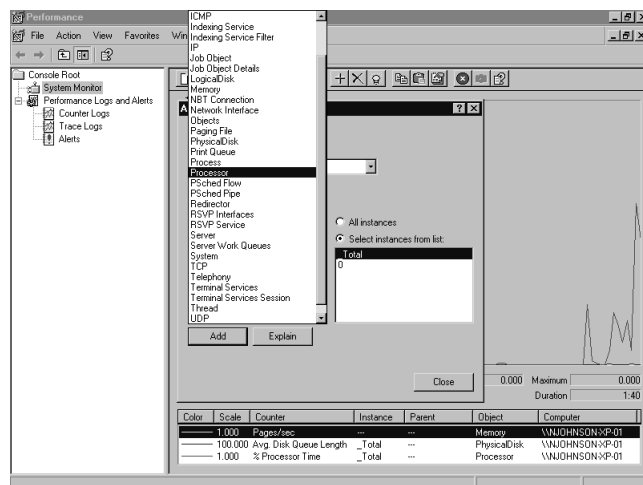 Performance
File Action View Favorites Win
Console Root
System Monitor
Performance Logs and Alerts
Counter Logs
Trace Logs
Alerts
ICMP
Indexing Service
Indexing Service Filter
IP
Job Object
Job Object Details
LogicalDisk
Memory
NBT Connection
Network Interface
Objects
Paging File
PhysicalDisk
Print Queue
Process
Processor
PSched Flow
PSched Pipe
Redirector
RSVP Interfaces
RSVP Service
Server
Server Work Queues
System
TCP
Telephony
Terminal Services
Terminal Services Session
Thread
UDP
All instances
Select instances from list:
_Total
0
Add Explain
Close
0.000 Maximum 0.000
Duration 1:40
Color Scale Counter Instance Parent Object Computer
1.000 Pages/sec --- --- Memory \\NJOHNSON-XP-01
100.000 Avg. Disk Queue Length _Total --- PhysicalDisk \\NJOHNSON-XP-01
1.000 % Processor Time _Total --- Processor \\NJOHNSON-XP-01